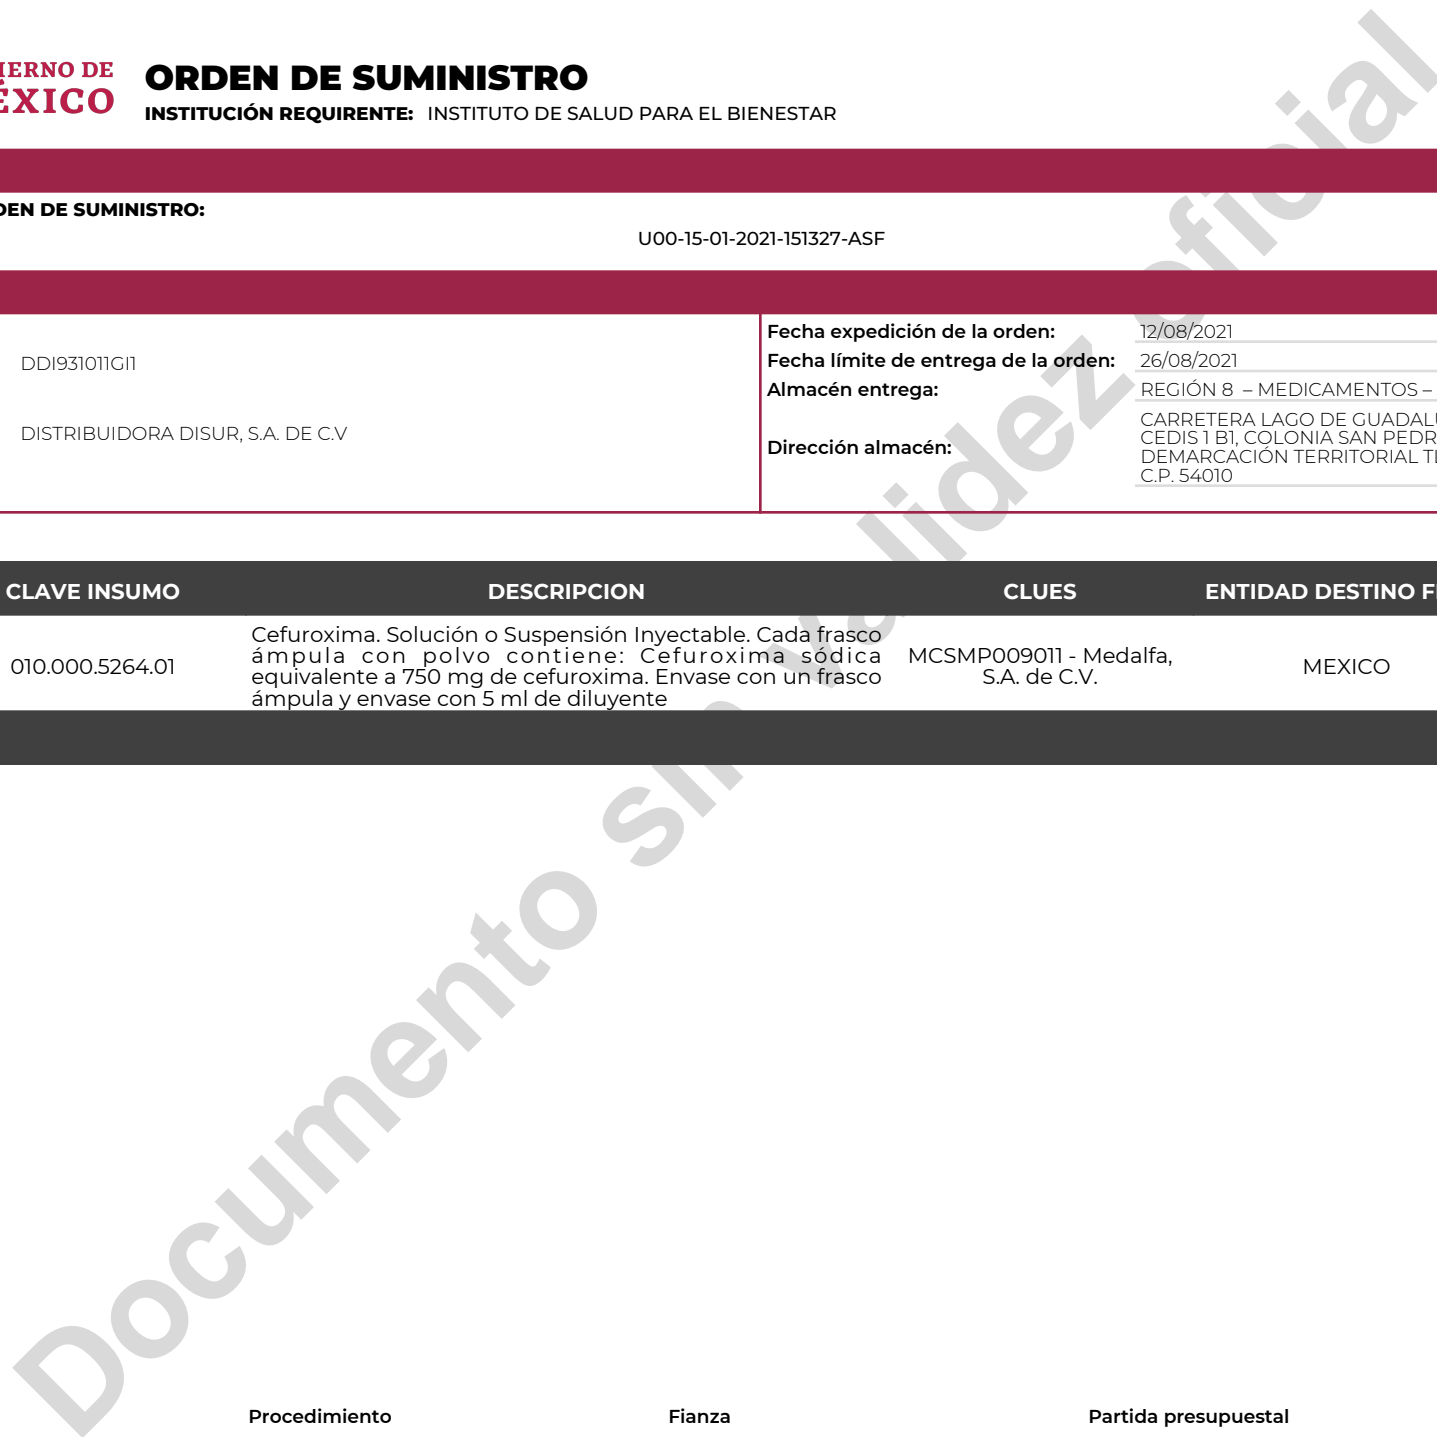 IERNO DE
ÉXICO
ORDEN DE SUMINISTRO
INSTITUCIÓN REQUIRENTE: INSTITUTO DE SALUD PARA EL BIENESTAR
DEN DE SUMINISTRO:
U00-15-01-2021-151327-ASF
DDI931011GI1
DISTRIBUIDORA DISUR, S.A. DE C.V
Fecha expedición de la orden: 12/08/2021
Fecha límite de entrega de la orden: 26/08/2021
Almacén entrega: REGIÓN 8 – MEDICAMENTOS –
Dirección almacén:
CARRETERA LAGO DE GUADALU
CEDIS 1 B1, COLONIA SAN PEDR
DEMARCACIÓN TERRITORIAL TL
C.P. 54010
CLAVE INSUMO DESCRIPCION CLUES ENTIDAD DESTINO FI
010.000.5264.01
Cefuroxima. Solución o Suspensión Inyectable. Cada frasco
ámpula con polvo contiene: Cefuroxima sódica
equivalente a 750 mg de cefuroxima. Envase con un frasco
ámpula y envase con 5 ml de diluyente
MCSMP009011 - Medalfa,
S.A. de C.V.
MEXICO
Documento sin validez oficial
Procedimiento Fianza Partida presupuestal